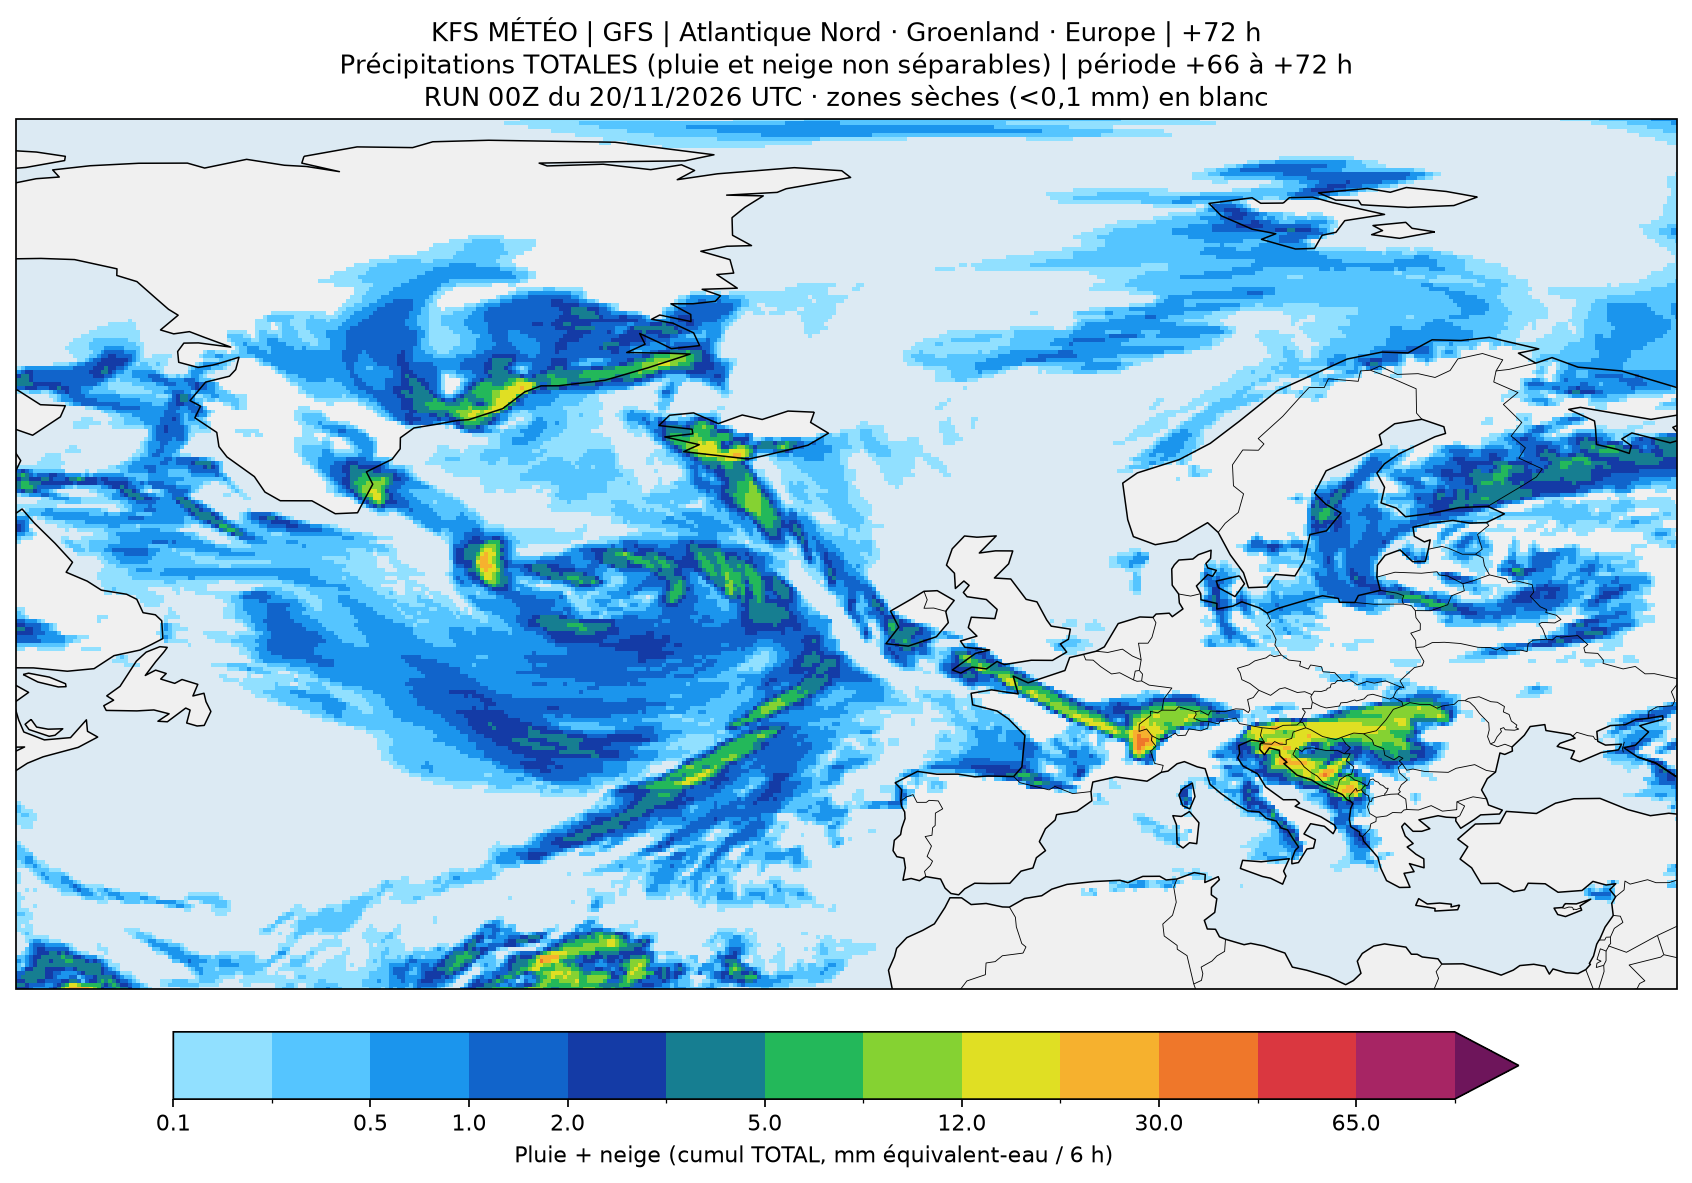 KFS MÉTÉO | GFS | Atlantique Nord · Groenland · Europe | +72 h
Précipitations TOTALES (pluie et neige non séparables) | période +66 à +72 h
RUN 00Z du 20/11/2026 UTC · zones sèches (<0,1 mm) en blanc
0.1 0.5 1.0 2.0 5.0 12.0 30.0 65.0
Pluie + neige (cumul TOTAL, mm équivalent-eau / 6 h)